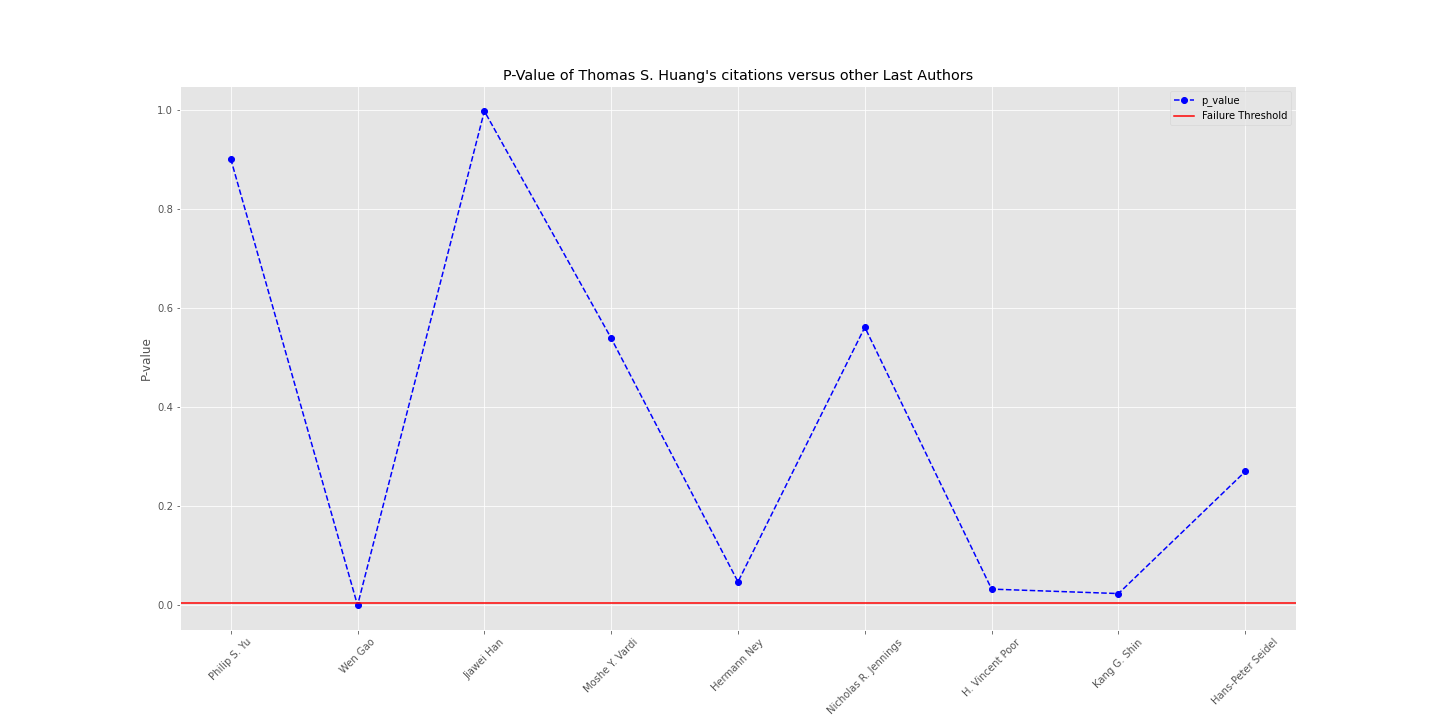 P-Value of Thomas S. Huang's citations versus other Last Authors
p_value
Failure Threshold
1.0
0.8
0.6
0.4
0.2
0.0
P-value
Philip S. Yu
Wen Gao
Jiawei Han
Moshe Y. Vardi
Hermann Ney
Nicholas R. Jennings
H. Vincent Poor
Kang G. Shin
Hans-Peter Seidel